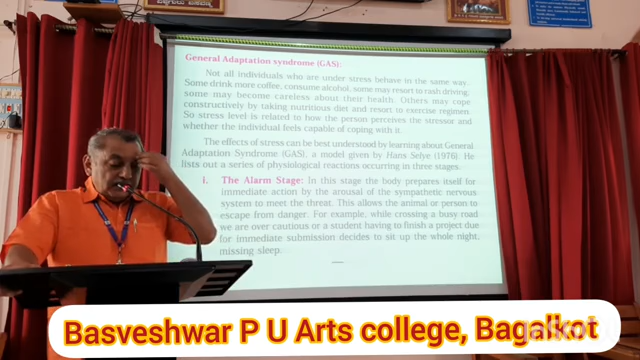 General Adaptation syndrome (GAS):
Not all individuals who are under stress behave in the same way.
Some drink more coffee, consume alcohol, some may resort to rash driving,
some may become careless about their health. Others may cope
constructively by taking nutritious diet and resort to exercise regimen.
So stress level is related to how the person perceives the stressor and
whether the individual feels capable of coping with it.
The effects of stress can be best understood by learning about General
Adaptation Syndrome (GAS), a model given by Hans Selye (1976). He
lists out a series of physiological reactions occurring in three stages.
i. The Alarm Stage: In this stage the body prepares itself for
immediate action by the arousal of the sympathetic nervous
system to meet the threat. This allows the animal or person to
escape from danger. For example, while crossing a busy road
we are over cautious or a student having to finish a project due
for immediate submission decides to sit up the whole night,
missing sleep.
Basveshwar P U Arts college, Bagalkot